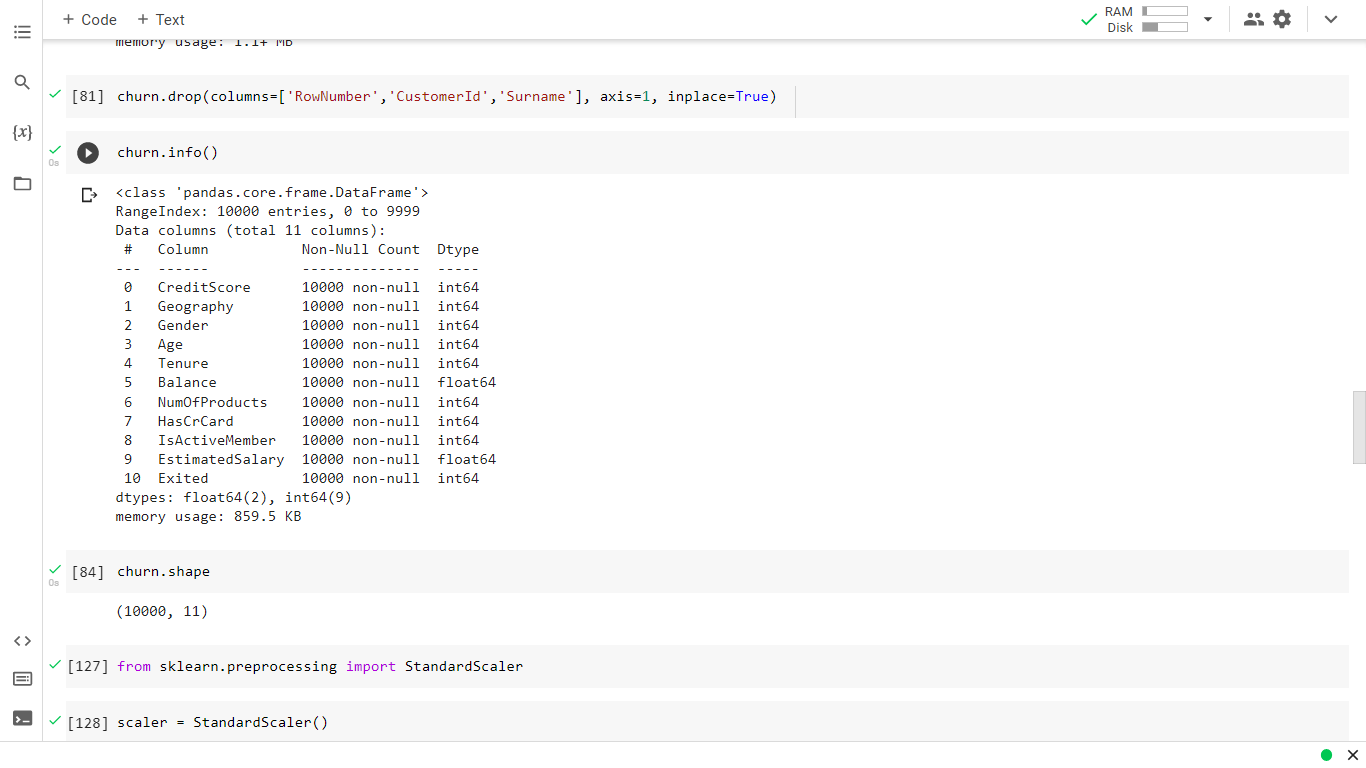 + Code + Text
RAM
Disk
memory usage: 1.1+ MB
[81] churn.drop(columns=['RowNumber','CustomerId','Surname'], axis=1, inplace=True)
{x}
0s
churn.info()
<class 'pandas.core.frame.DataFrame'>
RangeIndex: 10000 entries, 0 to 9999
Data columns (total 11 columns):
# Column Non-Null Count Dtype
--- ------ -------------- -----
0 CreditScore 10000 non-null int64
1 Geography 10000 non-null int64
2 Gender 10000 non-null int64
3 Age 10000 non-null int64
4 Tenure 10000 non-null int64
5 Balance 10000 non-null float64
6 NumOfProducts 10000 non-null int64
7 HasCrCard 10000 non-null int64
8 IsActiveMember 10000 non-null int64
9 EstimatedSalary 10000 non-null float64
10 Exited 10000 non-null int64
dtypes: float64(2), int64(9)
memory usage: 859.5 KB
[84] churn.shape
0s
(10000, 11)
[127] from sklearn.preprocessing import StandardScaler
[128] scaler = StandardScaler()